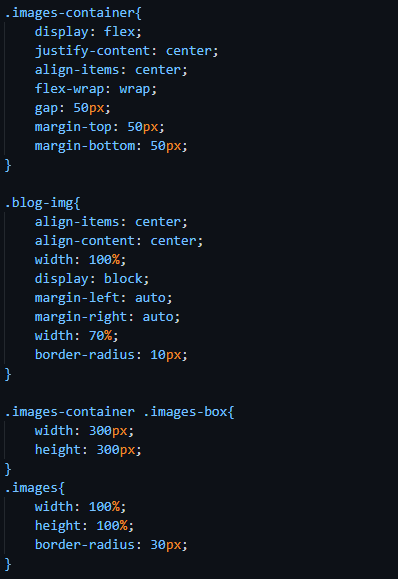 .images-container{
    display: flex;
    justify-content: center;
    align-items: center;
    flex-wrap: wrap;
    gap: 50px;
    margin-top: 50px;
    margin-bottom: 50px;
}

.blog-img{
    align-items: center;
    align-content: center;
    width: 100%;
    display: block;
    margin-left: auto;
    margin-right: auto;
    width: 70%;
    border-radius: 10px;
}

.images-container .images-box{
    width: 300px;
    height: 300px;
}
.images{
    width: 100%;
    height: 100%;
    border-radius: 30px;
}